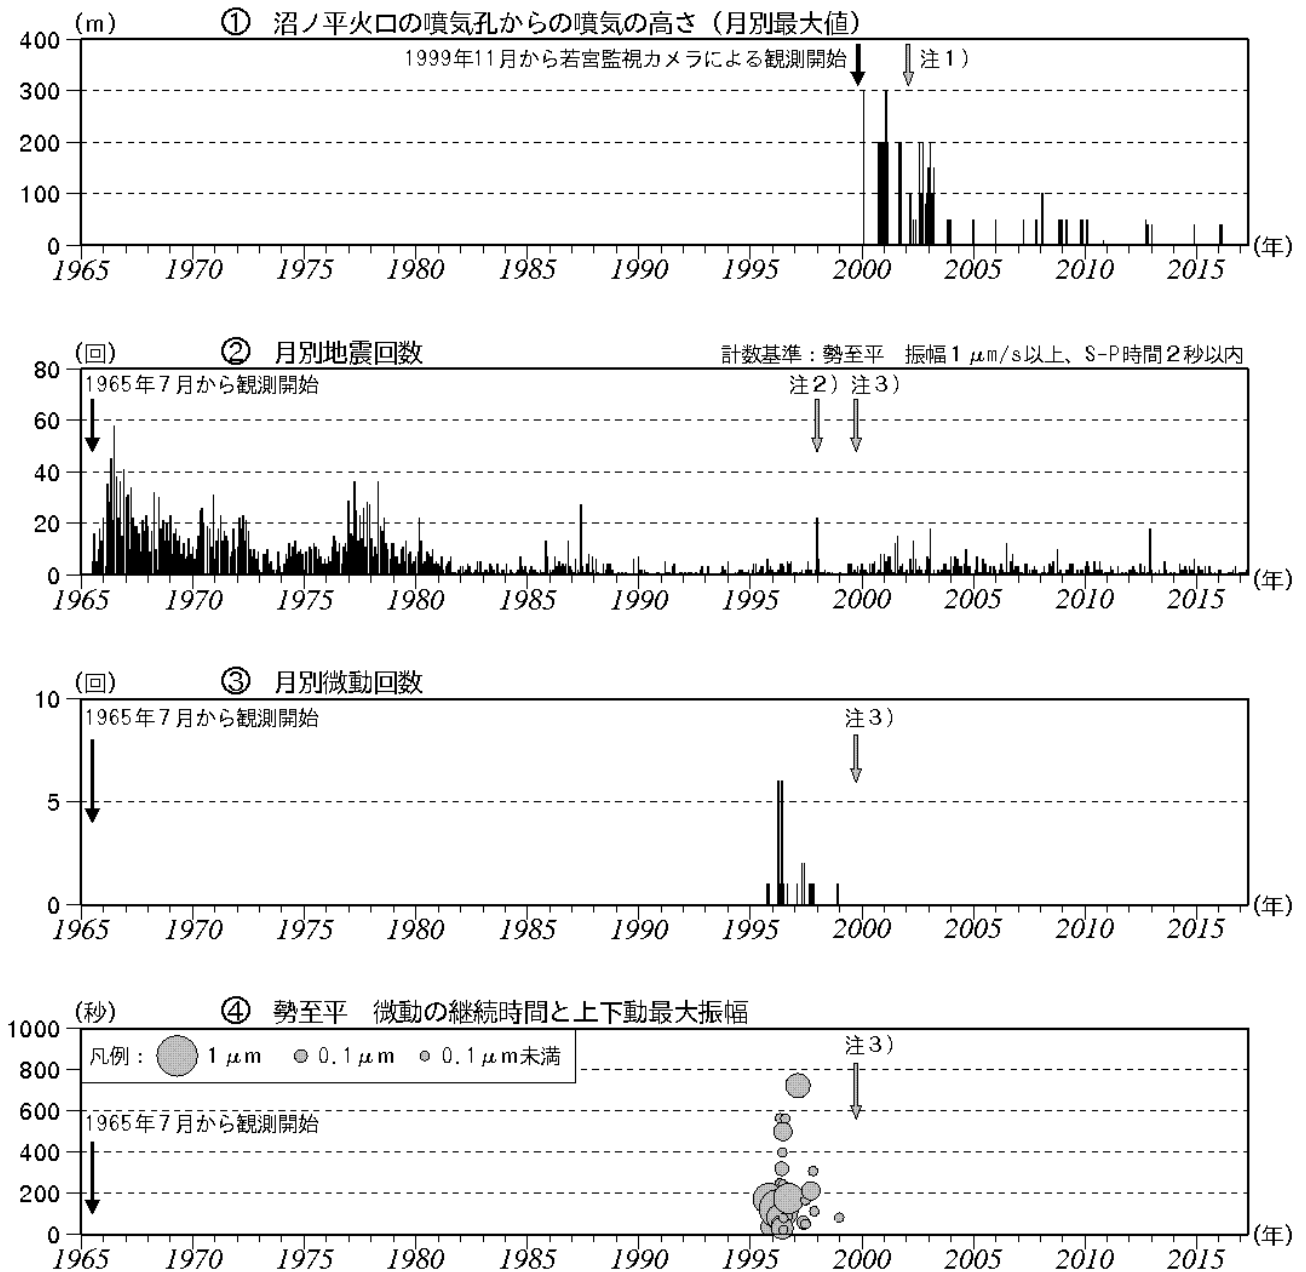 (m) ① 沼ノ平火口の噴気孔からの噴気の高さ（月別最大値）
400
1999年11月から若宮監視カメラによる観測開始 注1)
300
200
100
0
1965 1970 1975 1980 1985 1990 1995 2000 2005 2010 2015 (年)
(回) ② 月別地震回数 計数基準：勢至平 振幅1μm/s以上、S-P時間2秒以内
80
1965年7月から観測開始 注2) 注3)
60
40
20
0
1965 1970 1975 1980 1985 1990 1995 2000 2005 2010 2015 (年)
(回) ③ 月別微動回数
10
1965年7月から観測開始 注3)
5
0
1965 1970 1975 1980 1985 1990 1995 2000 2005 2010 2015 (年)
(秒) ④ 勢至平 微動の継続時間と上下動最大振幅
1000
凡例： 1μm 0.1μm 0.1μm未満 注3)
800
600
1965年7月から観測開始
400
200
0
1965 1970 1975 1980 1985 1990 1995 2000 2005 2010 2015 (年)